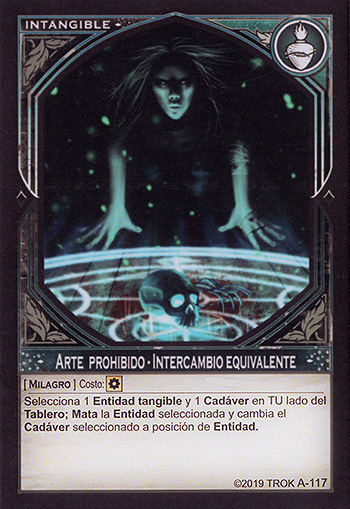 INTANGIBLE
ARTE PROHIBIDO · INTERCAMBIO EQUIVALENTE
[ MILAGRO ] Costo:
Selecciona 1 Entidad tangible y 1 Cadáver en TU lado del
Tablero; Mata la Entidad seleccionada y cambia el
Cadáver seleccionado a posición de Entidad.
©2019 TROK A-117